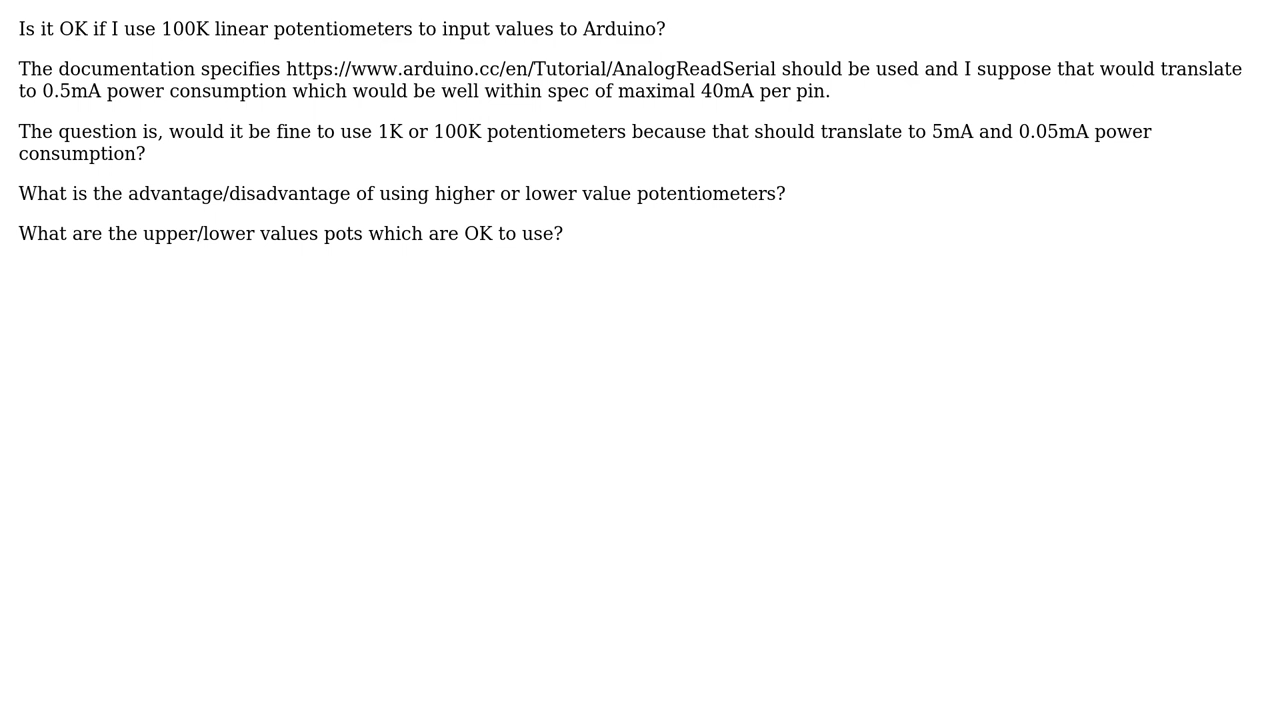 Is it OK if I use 100K linear potentiometers to input values to Arduino?
The documentation specifies https://www.arduino.cc/en/Tutorial/AnalogReadSerial should be used and I suppose that would translate
to 0.5mA power consumption which would be well within spec of maximal 40mA per pin.
The question is, would it be fine to use 1K or 100K potentiometers because that should translate to 5mA and 0.05mA power
consumption?
What is the advantage/disadvantage of using higher or lower value potentiometers?
What are the upper/lower values pots which are OK to use?